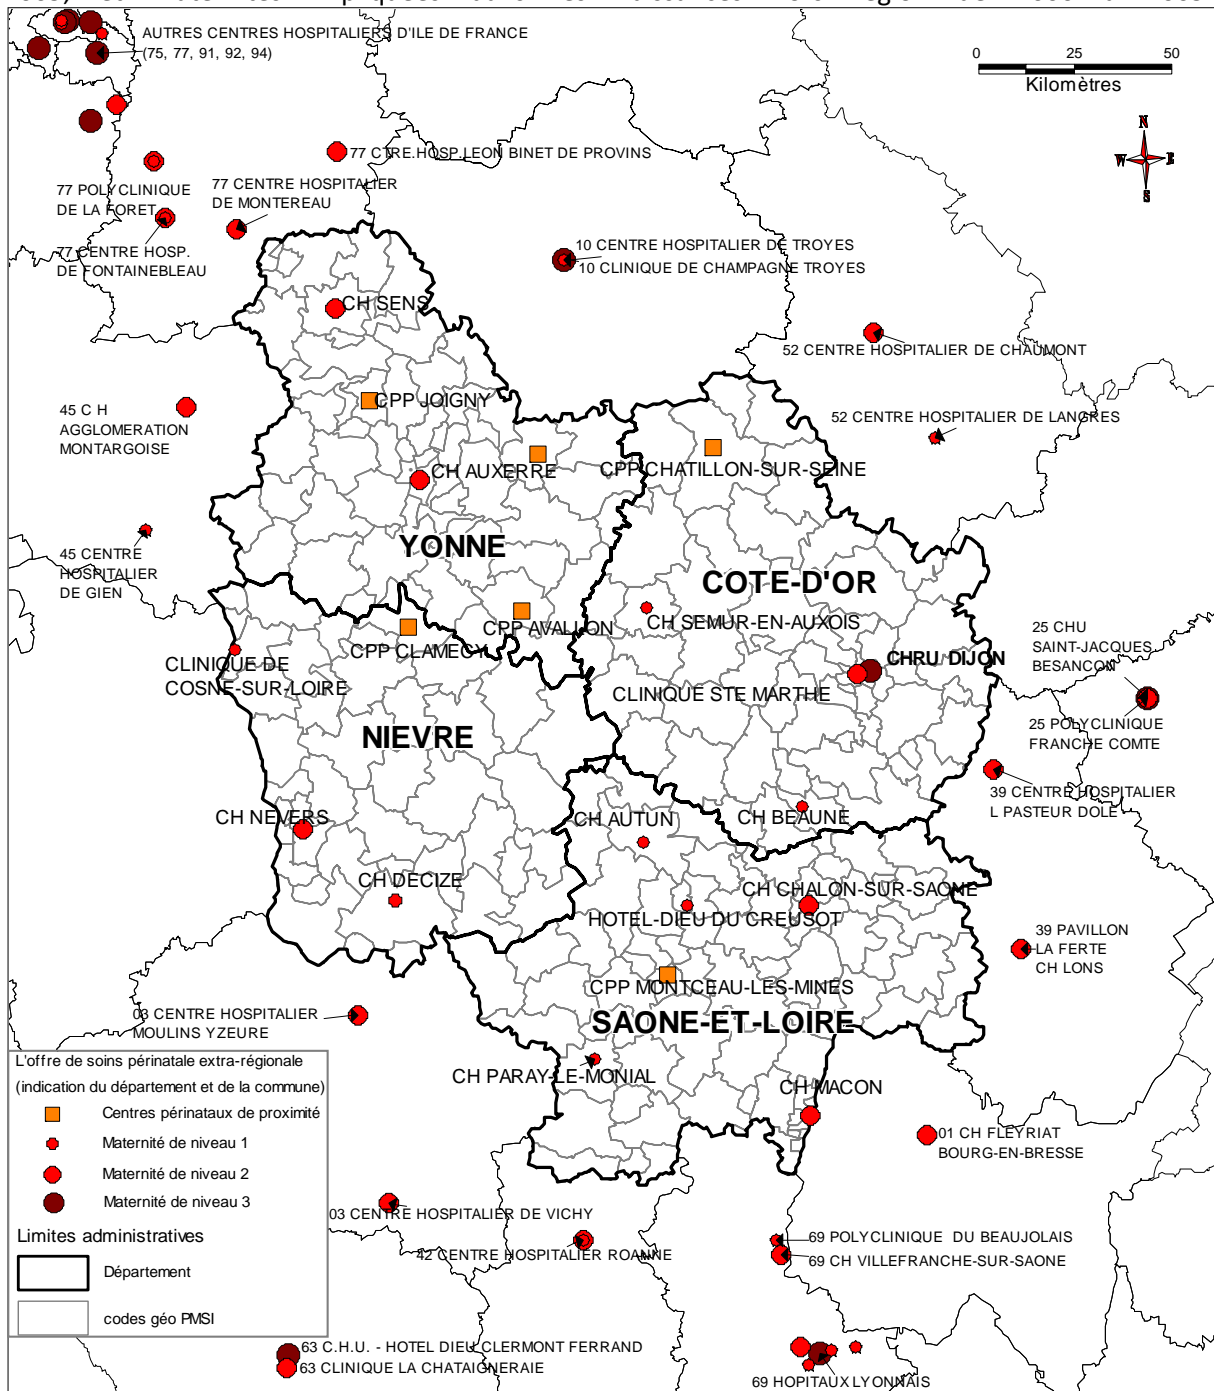 AUTRES CENTRES HOSPITALIERS D'ILE DE FRANCE
(75, 77, 91, 92, 94)
0 25 50
Kilomètres
N
W E
S
77 CTRE.HOSP.LEON BINET DE PROVINS
77 POLYCLINIQUE
DE LA FORET
77 CENTRE HOSPITALIER
DE MONTEREAU
77 CENTRE HOSP.
DE FONTAINEBLEAU
10 CENTRE HOSPITALIER DE TROYES
10 CLINIQUE DE CHAMPAGNE TROYES
CH SENS
52 CENTRE HOSPITALIER DE CHAUMONT
CPP JOIGNY
45 C H
AGGLOMERATION
MONTARGOISE
52 CENTRE HOSPITALIER DE LANGRES
CH AUXERRE
CPP CHATILLON-SUR-SEINE
YONNE
45 CENTRE
HOSPITALIER
DE GIEN
COTE-D'OR
CPP AVALLON
CH SEMUR-EN-AUXOIS
CPP CLAMECY
25 CHU
SAINT-JACQUES
BESANCON
CLINIQUE DE
COSNE-SUR-LOIRE
CHRU DIJON
CLINIQUE STE MARTHE
NIEVRE
25 POLYCLINIQUE
FRANCHE COMTE
39 CENTRE HOSPITALIER
L PASTEUR DOLE
CH NEVERS
CH AUTUN
CH BEAUNE
CH DECIZE
CH CHALON-SUR-SAONE
HOTEL-DIEU DU CREUSOT
39 PAVILLON
LA FERTE
CH LONS
CPP MONTCEAU-LES-MINES
03 CENTRE HOSPITALIER
MOULINS YZEURE
SAONE-ET-LOIRE
CH PARAY-LE-MONIAL
CH MACON
01 CH FLEYRIAT
BOURG-EN-BRESSE
L'offre de soins périnatale extra-régionale
(indication du département et de la commune)
Centres périnataux de proximité
Maternité de niveau 1
Maternité de niveau 2
Maternité de niveau 3
Limites administratives
Département
codes géo PMSI
03 CENTRE HOSPITALIER DE VICHY
42 CENTRE HOSPITALIER ROANNE
69 POLYCLINIQUE DU BEAUJOLAIS
69 CH VILLEFRANCHE-SUR-SAONE
63 C.H.U. - HOTEL DIEU CLERMONT FERRAND
63 CLINIQUE LA CHATAIGNERAIE
69 HOPITAUX LYONNAIS